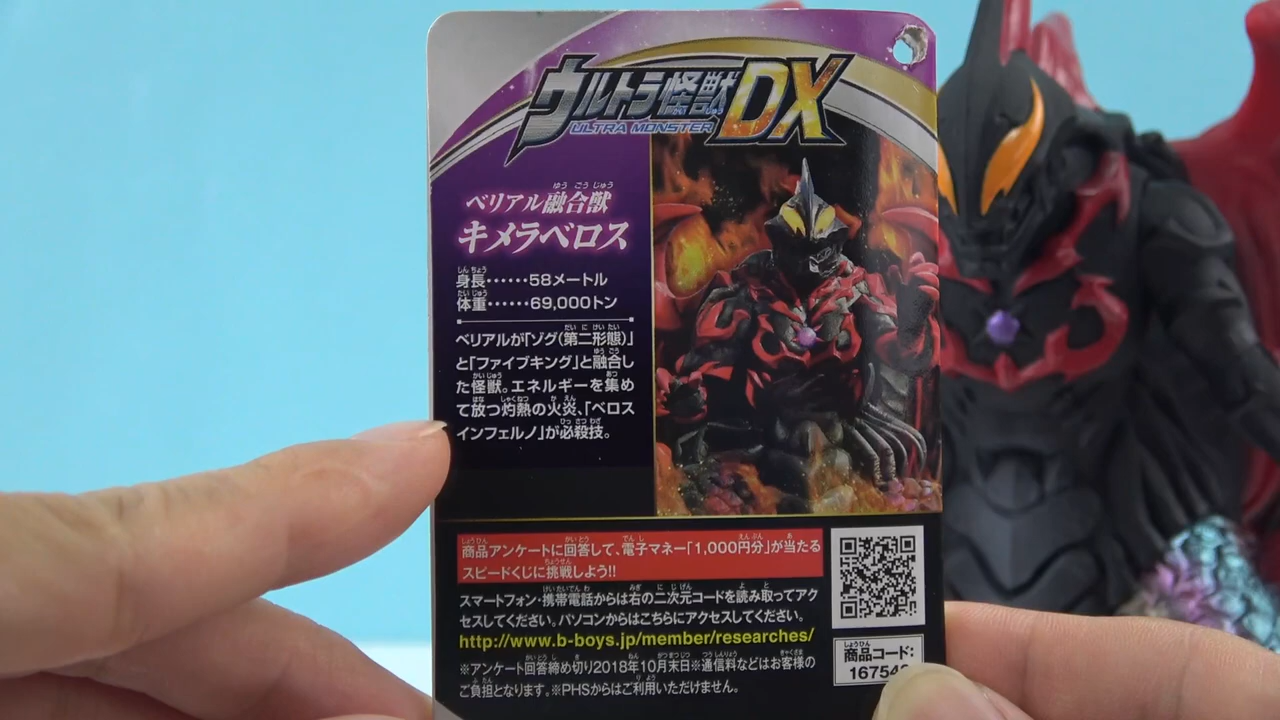 ウルトラ怪獣DX
ULTRA MONSTER
ベリアル融合獣
キメラベロス
身長‥‥‥58メートル
体重‥‥‥69,000トン
ベリアルが「ゾグ(第二形態)」
と「ファイブキング」と融合し
た怪獣。エネルギーを集め
て放つ灼熱の火炎、「ベロス
インフェルノ」が必殺技。
商品アンケートに回答して、電子マネー「1,000円分」が当たる
スピードくじに挑戦しよう!!
スマートフォン・携帯電話からは右の二次元コードを読み取ってアク
セスしてください。パソコンからはこちらにアクセスしてください。
http://www.b-boys.jp/member/researches/
※アンケート回答締め切り2018年10月末日※通信料などはお客様の
ご負担となります。※PHSからはご利用いただけません。
商品コード:
16754